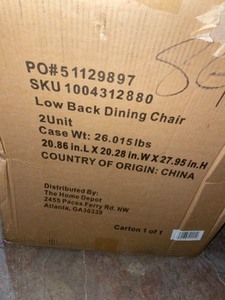 PO#51129897
SKU 1004312880
Low Back Dining Chair
2Unit
Case Wt: 26.015lbs
20.86 in.L X 20.28 in.W X 27.95 in.H
COUNTRY OF ORIGIN: CHINA
Distributed By:
The Home Depot
2455 Paces Ferry Rd. NW
Atlanta, GA30339
Carton 1 of 1